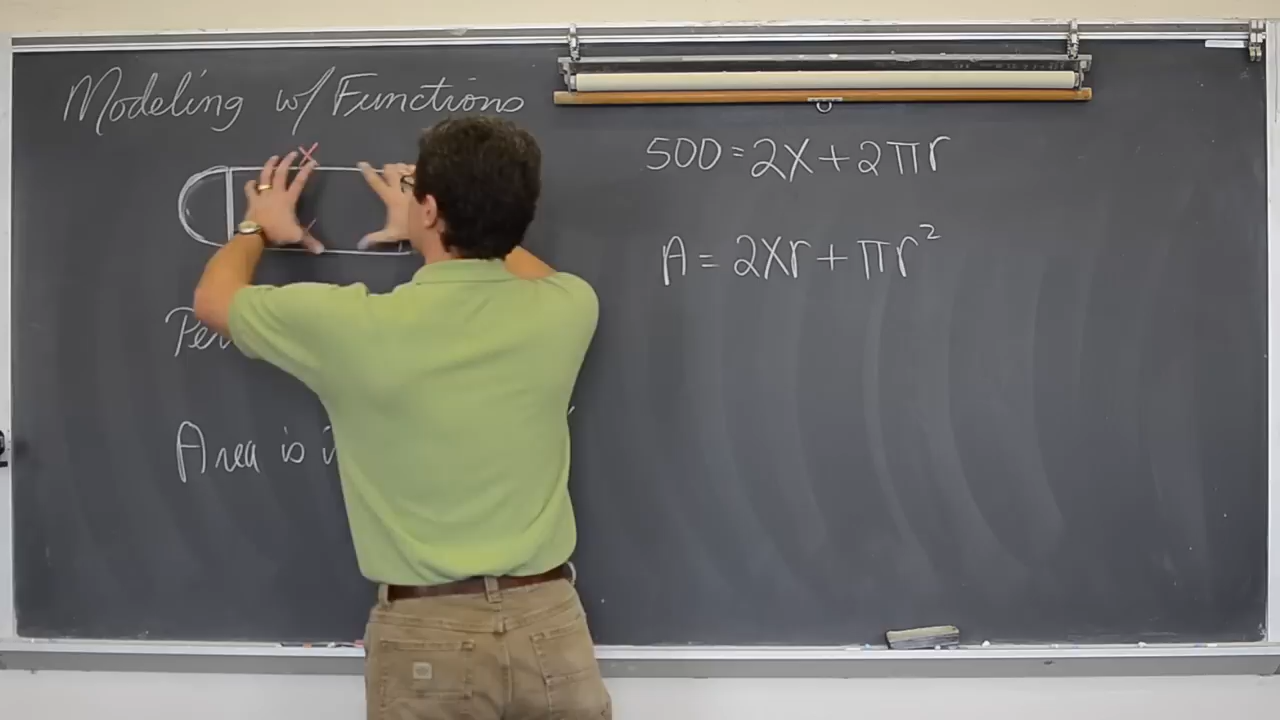 Modeling w/ Functions
x
500=2x+2πr
A=2xr+πr²
Area is